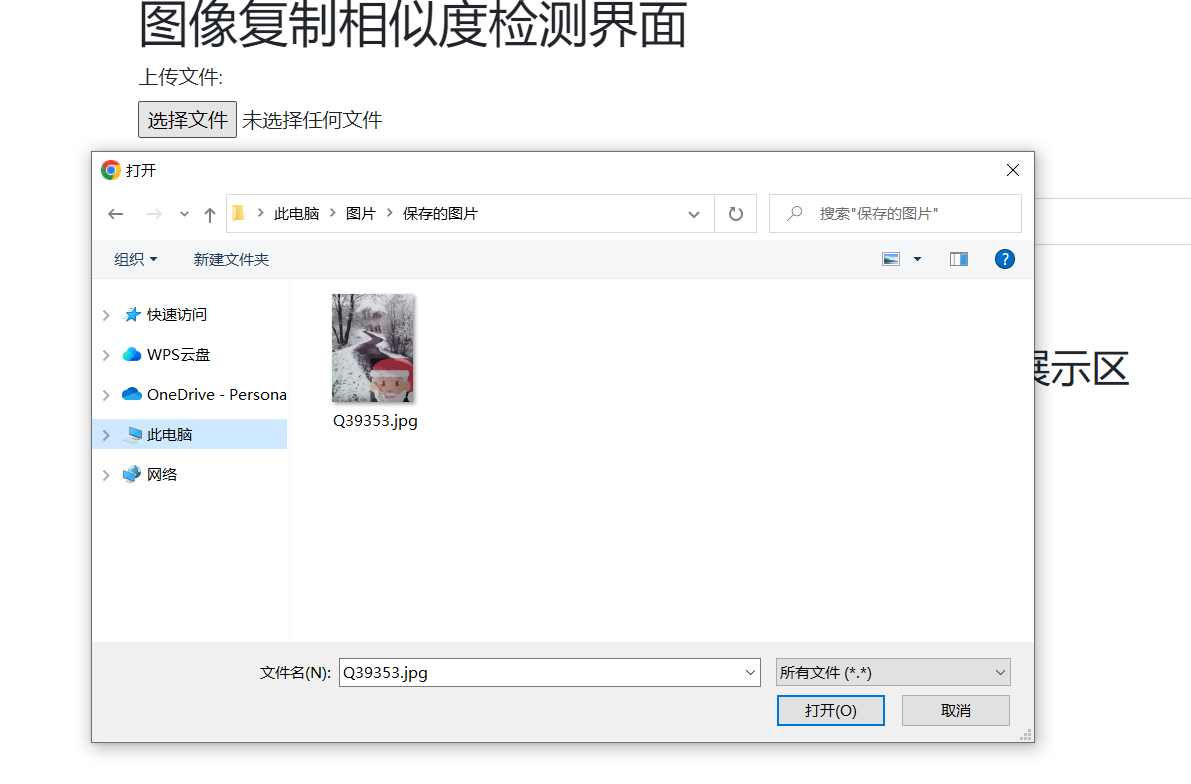 图像复制相似度检测界面
上传文件:
选择文件 未选择任何文件
打开
此电脑 图片 保存的图片
搜索"保存的图片"
组织 新建文件夹
?
快速访问
WPS云盘
OneDrive - Persona
此电脑
网络
Q39353.jpg
展示区
文件名(N): Q39353.jpg 所有文件 (*.*)
打开(O) 取消